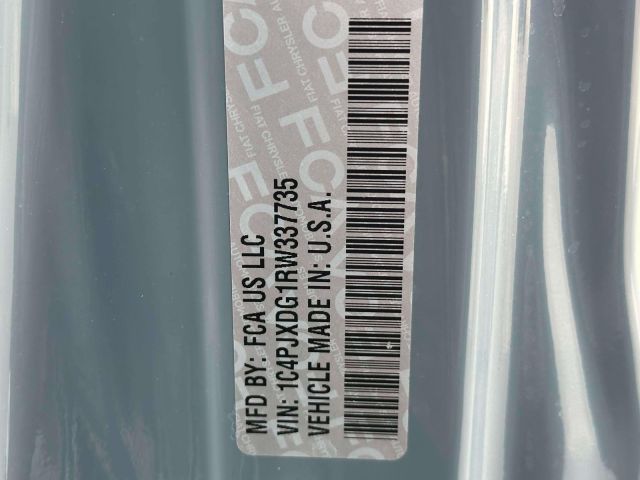 MFD BY: FCA US LLC
VIN: 1C4PJXDG1RW337735
VEHICLE MADE IN: U.S.A.